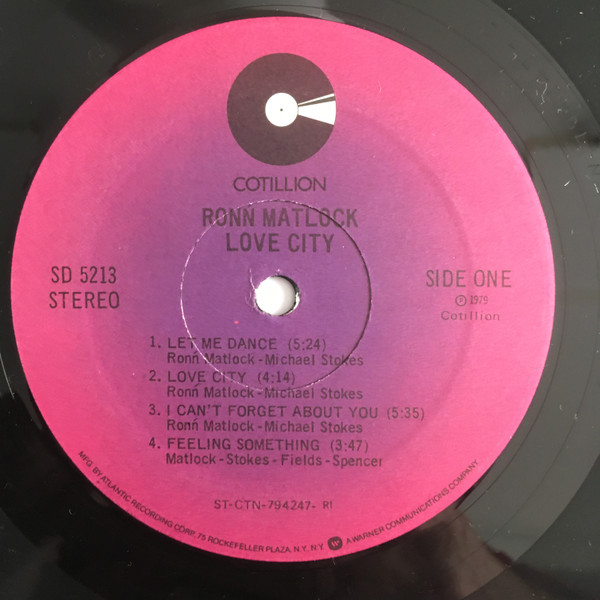 COTILLION
RONN MATLOCK
LOVE CITY
SD 5213
STEREO
SIDE ONE
℗ 1979
Cotillion
1. LET ME DANCE (5:24)
Ronn Matlock-Michael Stokes
2. LOVE CITY (4:14)
Ronn Matlock-Michael Stokes
3. I CAN'T FORGET ABOUT YOU (5:35)
Ronn Matlock-Michael Stokes
4. FEELING SOMETHING (3:47)
Matlock-Stokes-Fields-Spencer
ST-CTN-794247- RI
MFG. BY ATLANTIC RECORDING CORP. 75 ROCKEFELLER PLAZA, N.Y. N.Y. A WARNER COMMUNICATIONS COMPANY